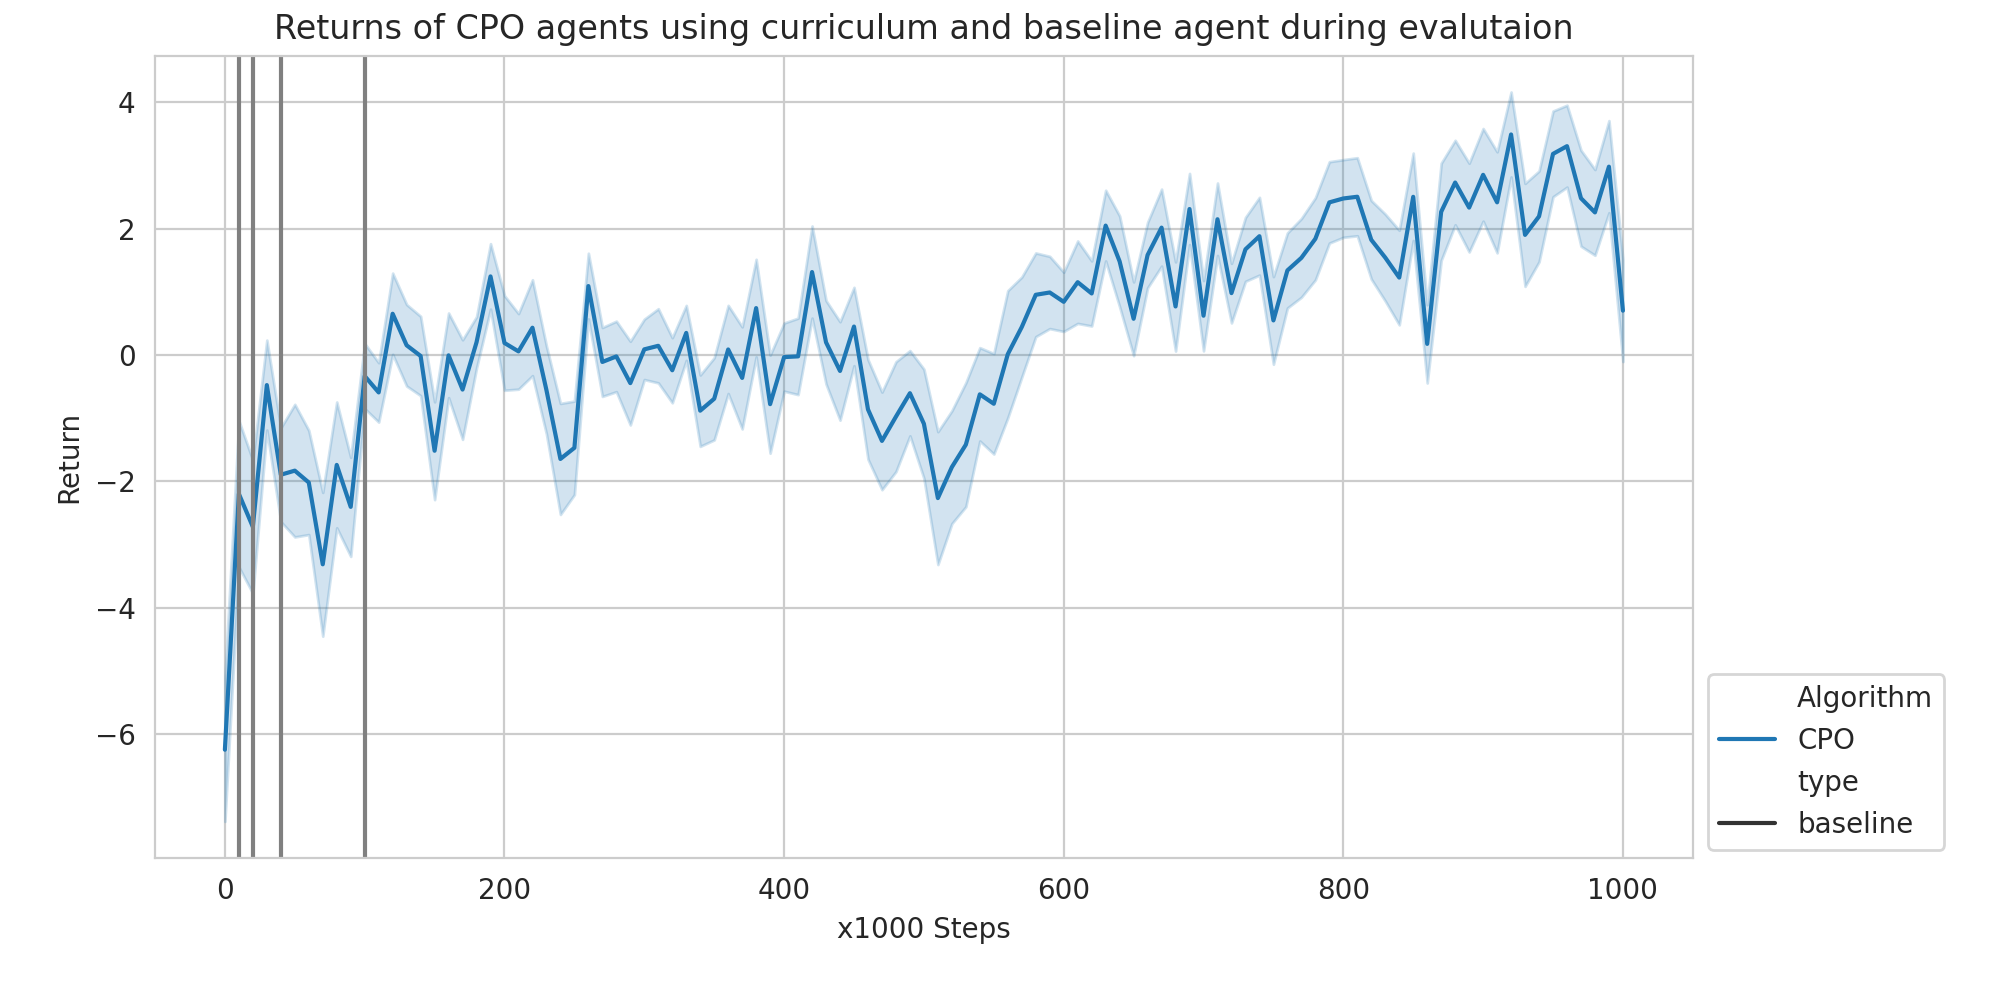 Returns of CPO agents using curriculum and baseline agent during evalutaion
4
2
0
−2
−4
−6
Return
0 200 400 600 800 1000
x1000 Steps
Algorithm
CPO
type
baseline